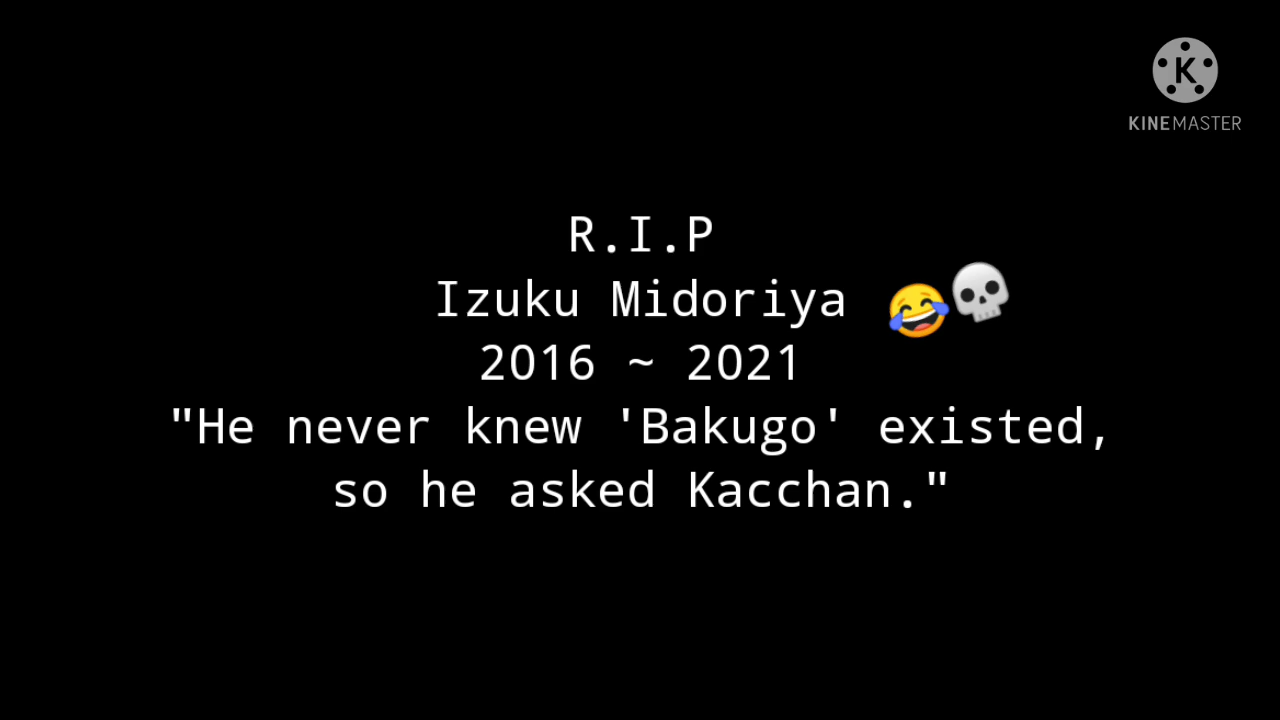 KINEMASTER
R.I.P
Izuku Midoriya 😂💀
2016 ~ 2021
"He never knew 'Bakugo' existed,
so he asked Kacchan."